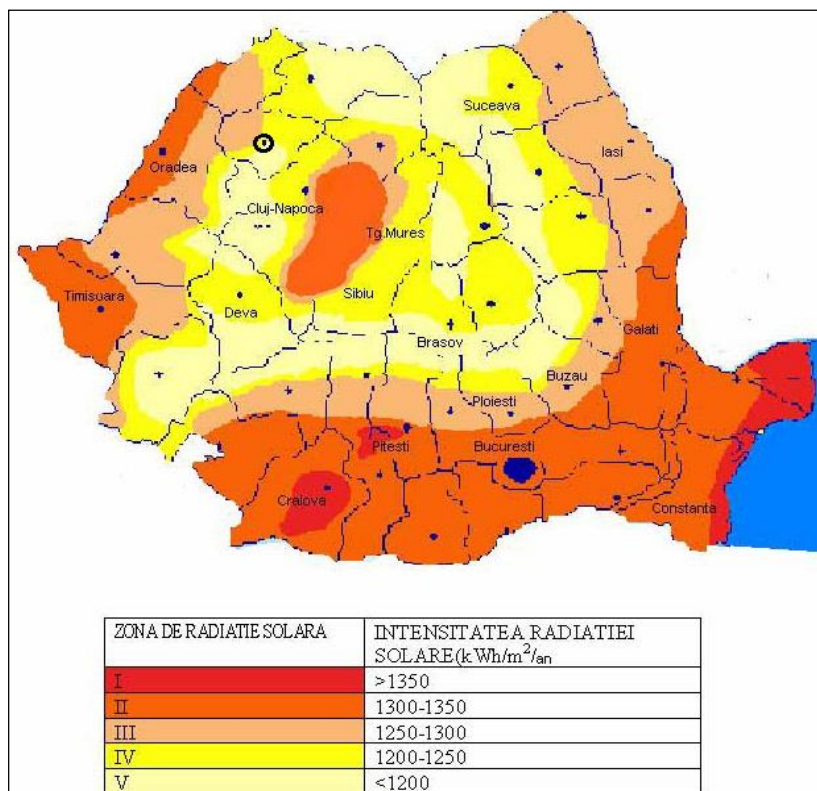 Suceava
Iasi
Oradea
Cluj-Napoca
Tg.Mures
Timisoara
Deva
Sibiu
Brasov
Galati
Buzau
Ploiesti
Pitesti
Bucuresti
Craiova
Constanta
ZONA DE RADIATIE SOLARA
INTENSITATEA RADIATIEI
SOLARE(kWh/m²/an
I
>1350
II
1300-1350
III
1250-1300
IV
1200-1250
V
<1200